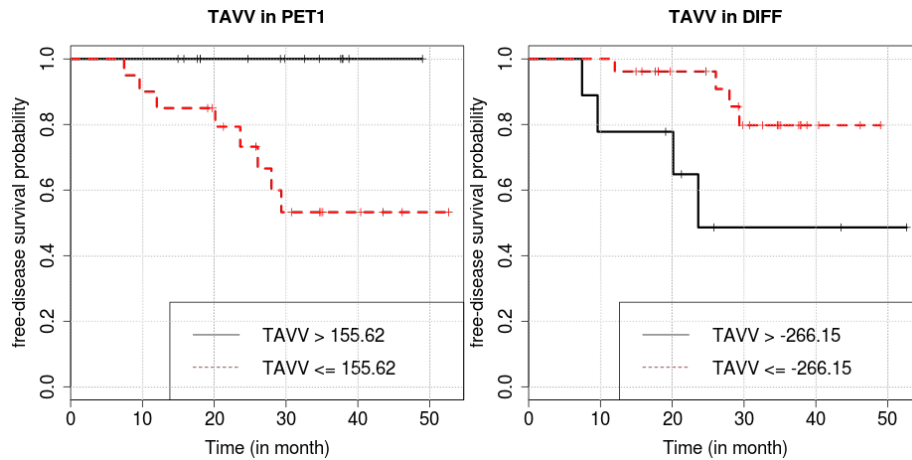 TAVV in PET1
free-disease survival probability
1.0
0.8
0.6
0.4
0.2
0.0
TAVV > 155.62
TAVV <= 155.62
0 10 20 30 40 50
Time (in month)
TAVV in DIFF
free-disease survival probability
1.0
0.8
0.6
0.4
0.2
0.0
TAVV > -266.15
TAVV <= -266.15
0 10 20 30 40 50
Time (in month)